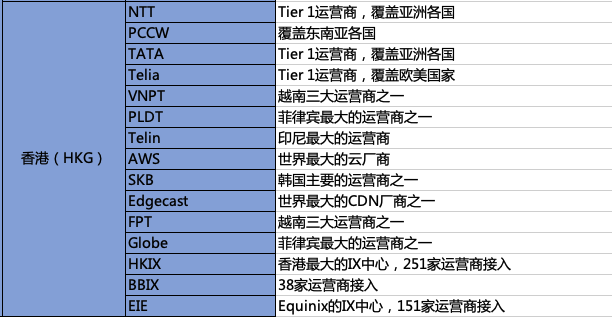 香港（HKG）
NTT Tier 1运营商，覆盖亚洲各国
PCCW 覆盖东南亚各国
TATA Tier 1运营商，覆盖亚洲各国
Telia Tier 1运营商，覆盖欧美国家
VNPT 越南三大运营商之一
PLDT 菲律宾最大的运营商之一
Telin 印尼最大的运营商
AWS 世界最大的云厂商
SKB 韩国主要的运营商之一
Edgecast 世界最大的CDN厂商之一
FPT 越南三大运营商之一
Globe 菲律宾最大的运营商之一
HKIX 香港最大的IX中心，251家运营商接入
BBIX 38家运营商接入
EIE Equinix的IX中心，151家运营商接入